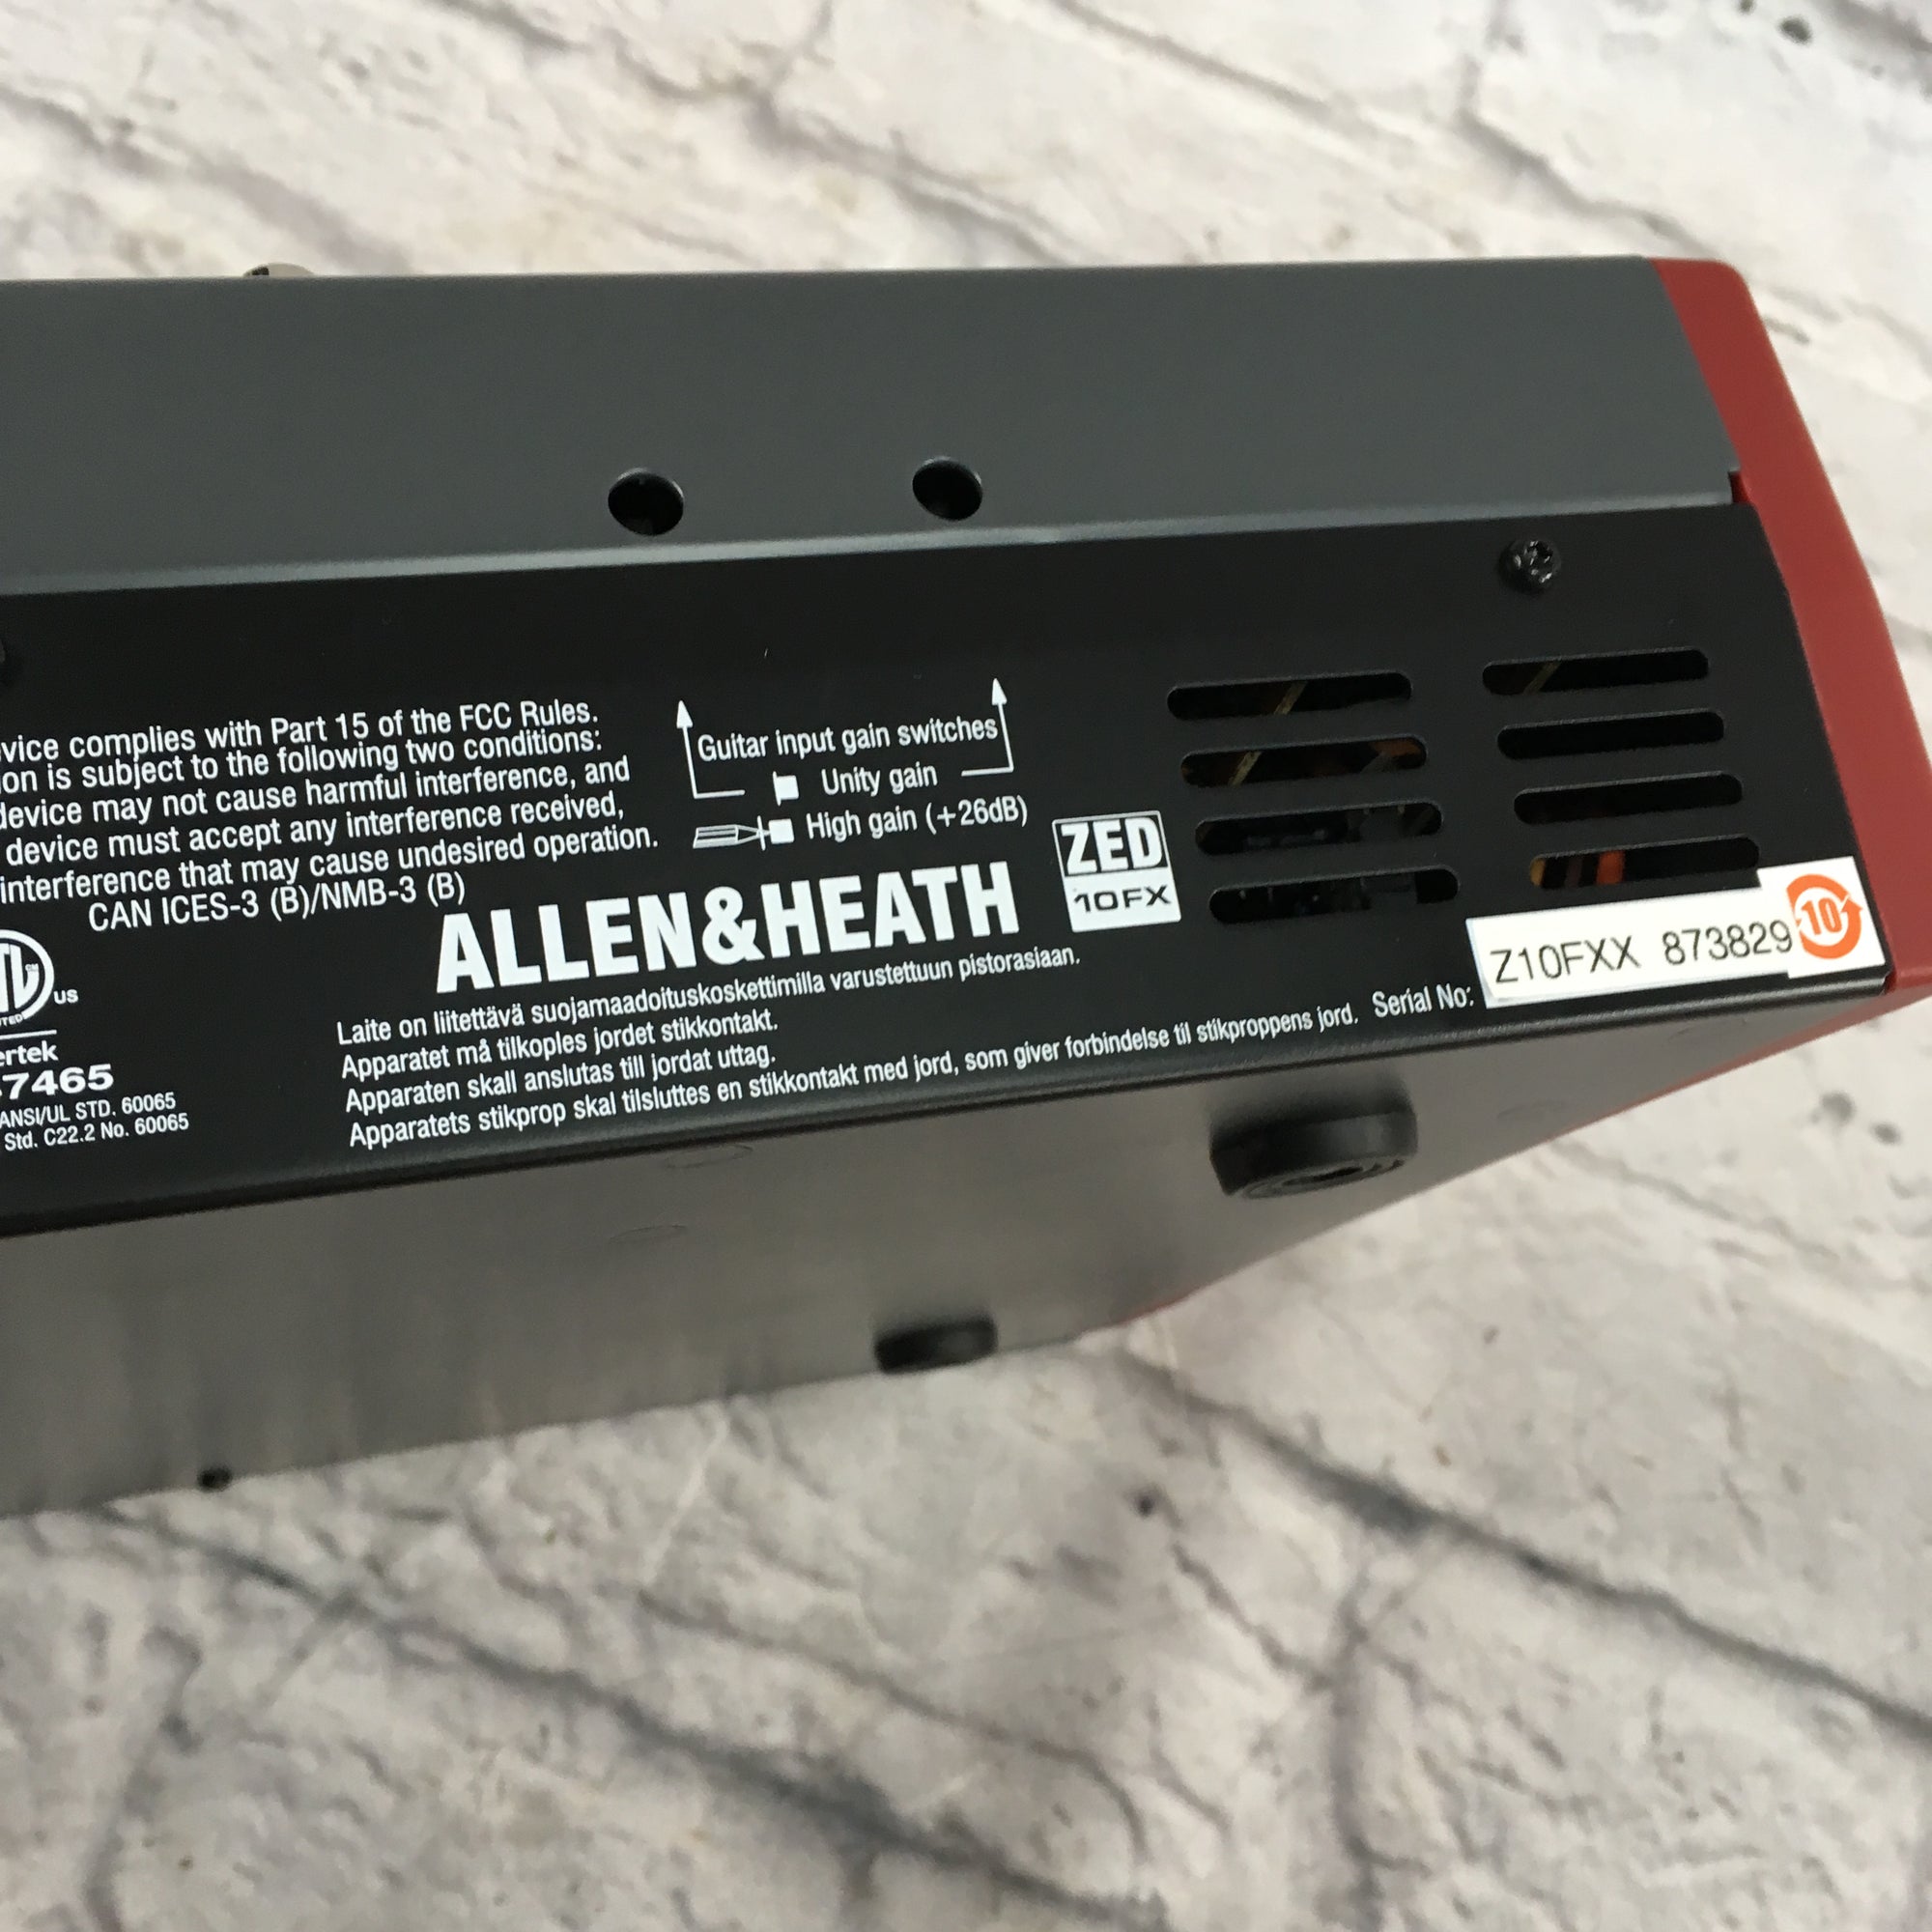 vice complies with Part 15 of the FCC Rules.
on is subject to the following two conditions:
device may not cause harmful interference, and
device must accept any interference received,
interference that may cause undesired operation.
CAN ICES-3 (B)/NMB-3 (B)
Guitar input gain switches
Unity gain
High gain (+26dB)
ZED
10FX
ALLEN&HEATH
US
ertek
7465
ANSI/UL STD. 60065
Std. C22.2 No. 60065
Laite on liitettävä suojamaadoituskoskettimilla varustettuun pistorasiaan.
Apparatet må tilkoples jordet stikkontakt.
Apparaten skall anslutas till jordat uttag.
Apparatets stikprop skal tilsluttes en stikkontakt med jord, som giver forbindelse til stikproppens jord.
Serial No:
Z10FXX 873829
10